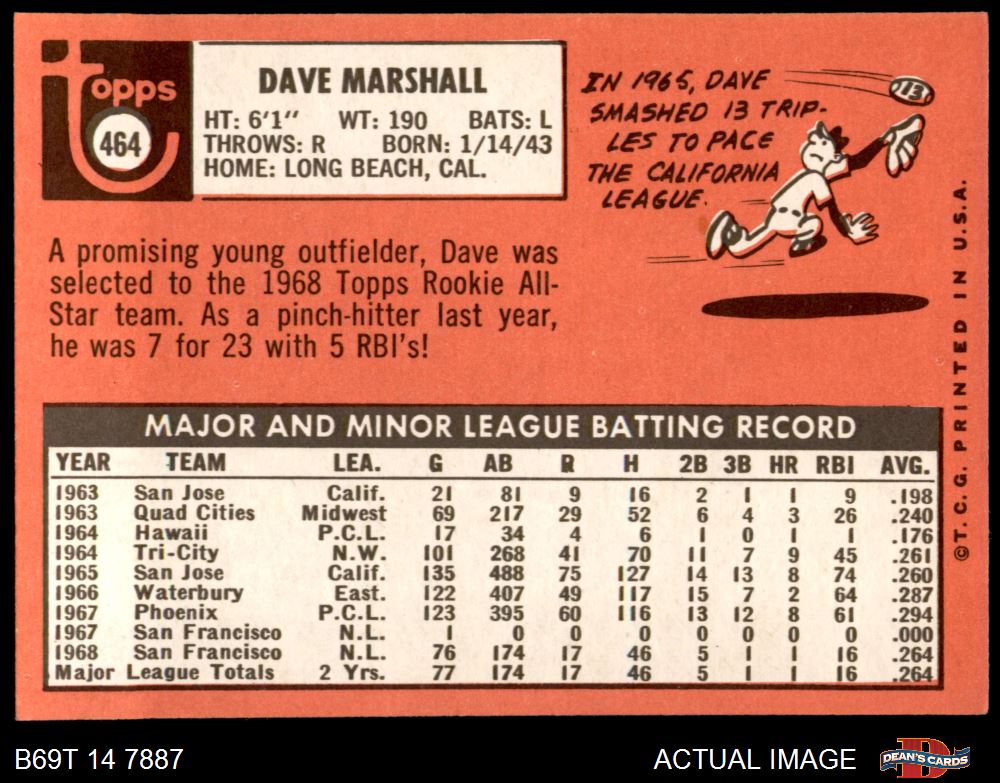 Topps
464
DAVE MARSHALL
HT: 6'1" WT: 190 BATS: L
THROWS: R BORN: 1/14/43
HOME: LONG BEACH, CAL.
IN 1965, DAVE
SMASHED 13 TRIP-
LES TO PACE
THE CALIFORNIA
LEAGUE.
13
A promising young outfielder, Dave was
selected to the 1968 Topps Rookie All-
Star team. As a pinch-hitter last year,
he was 7 for 23 with 5 RBI's!
MAJOR AND MINOR LEAGUE BATTING RECORD
YEAR TEAM LEA. G AB R H 2B 3B HR RBI AVG.
1963 San Jose Calif. 21 81 9 16 2 1 1 9 .198
1963 Quad Cities Midwest 69 217 29 52 6 4 3 26 .240
1964 Hawaii P.C.L. 17 34 4 6 1 0 1 1 .176
1964 Tri-City N.W. 101 268 41 70 11 7 9 45 .261
1965 San Jose Calif. 135 488 75 127 14 13 8 74 .260
1966 Waterbury East. 122 407 49 117 15 7 2 64 .287
1967 Phoenix P.C.L. 123 395 60 116 13 12 8 61 .294
1967 San Francisco N.L. 1 0 0 0 0 0 0 0 .000
1968 San Francisco N.L. 76 174 17 46 5 1 1 16 .264
Major League Totals 2 Yrs. 77 174 17 46 5 1 1 16 .264
©T.C.G. PRINTED IN U.S.A.
B69T 14 7887
ACTUAL IMAGE
DEAN'S CARDS